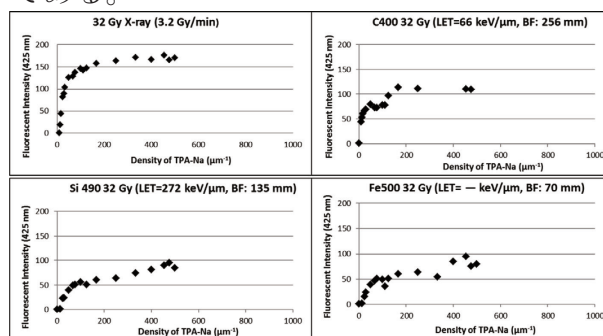 32 Gy X-ray (3.2 Gy/min)
Fluorescent Intensity (425 nm)
200
150
100
50
0
0 200 400 600 800 1000
Density of TPA-Na (µm⁻¹)
C400 32 Gy (LET=66 keV/µm, BF: 256 mm)
Fluorescent Intensity (425 nm)
200
150
100
50
0
0 200 400 600 800 1000
Density of TPA-Na (µm⁻¹)
Si 490 32 Gy (LET=272 keV/µm, BF: 135 mm)
Fluorescent Intensity (425 nm)
200
150
100
50
0
0 200 400 600 800 1000
Density of TPA-Na (µm⁻¹)
Fe500 32 Gy (LET= — keV/µm, BF: 70 mm)
Fluorescent Intensity (425 nm)
200
150
100
50
0
0 200 400 600 800 1000
Density of TPA-Na (µm⁻¹)